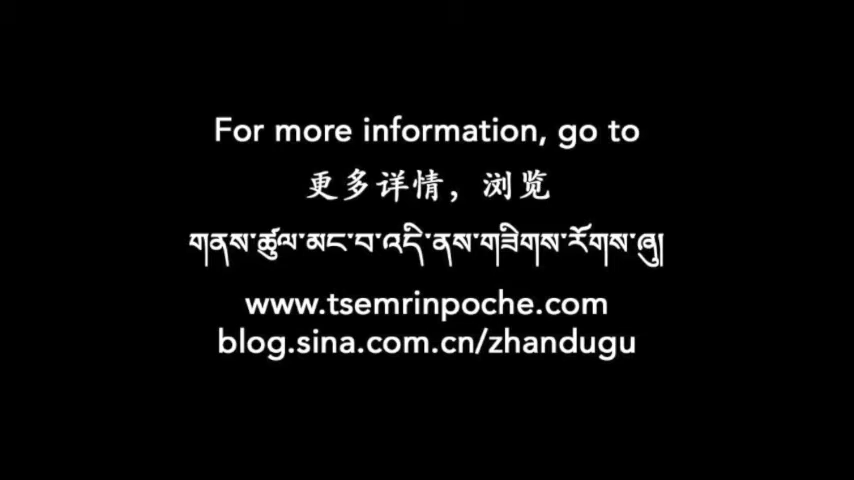 For more information, go to
更多详情，浏览
གནས་ཚུལ་མང་བ་འདི་ནས་གཟིགས་རོགས་ཞུ།
www.tsemrinpoche.com
blog.sina.com.cn/zhandugu